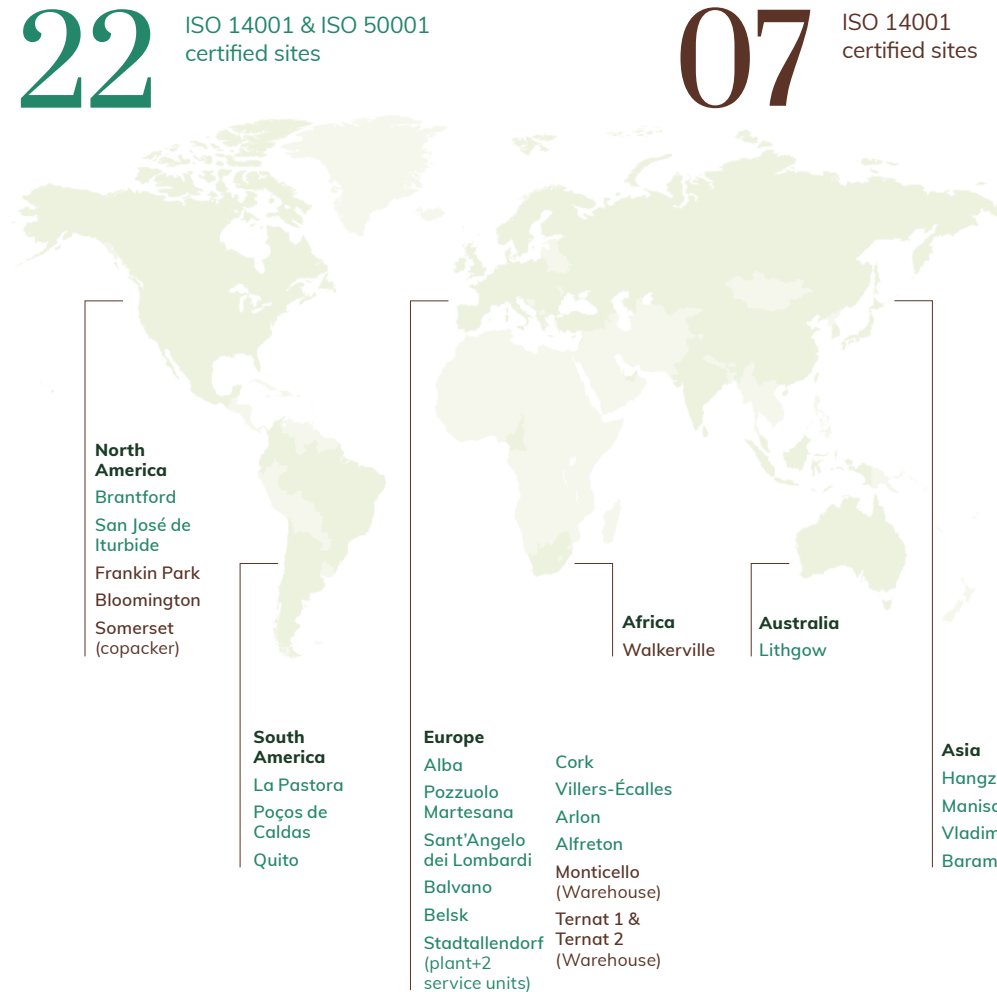 22
ISO 14001 & ISO 50001
certified sites
07
ISO 14001
certified sites
North
America
Brantford
San José de
Iturbide
Frankin Park
Bloomington
Somerset
(copacker)
South
America
La Pastora
Poços de
Caldas
Quito
Europe
Alba
Pozzuolo
Martesana
Sant’Angelo
dei Lombardi
Balvano
Belsk
Stadtallendorf
(plant+2
service units)
Cork
Villers-Écalles
Arlon
Alfreton
Monticello
(Warehouse)
Ternat 1 &
Ternat 2
(Warehouse)
Africa
Walkerville
Australia
Lithgow
Asia